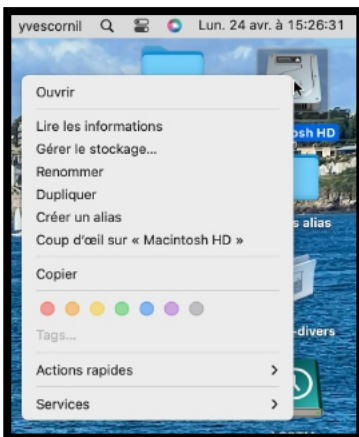 yvescornil Lun. 24 avr. à 15:26:31
Ouvrir
Lire les informations
osh HD
Gérer le stockage...
Renommer
Dupliquer
Créer un alias
s alias
Coup d'œil sur « Macintosh HD »
Copier
Tags...
-divers
Actions rapides
Services